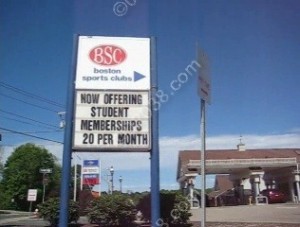 BSC
boston
sports clubs
NOW OFFERING
STUDENT
MEMBERSHIPS
20 PER MONTH